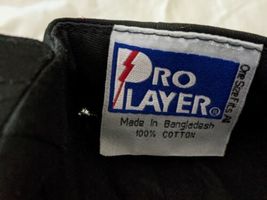 PRO
PLAYER®
Made in Bangladesh
100% COTTON
One Size Fits All